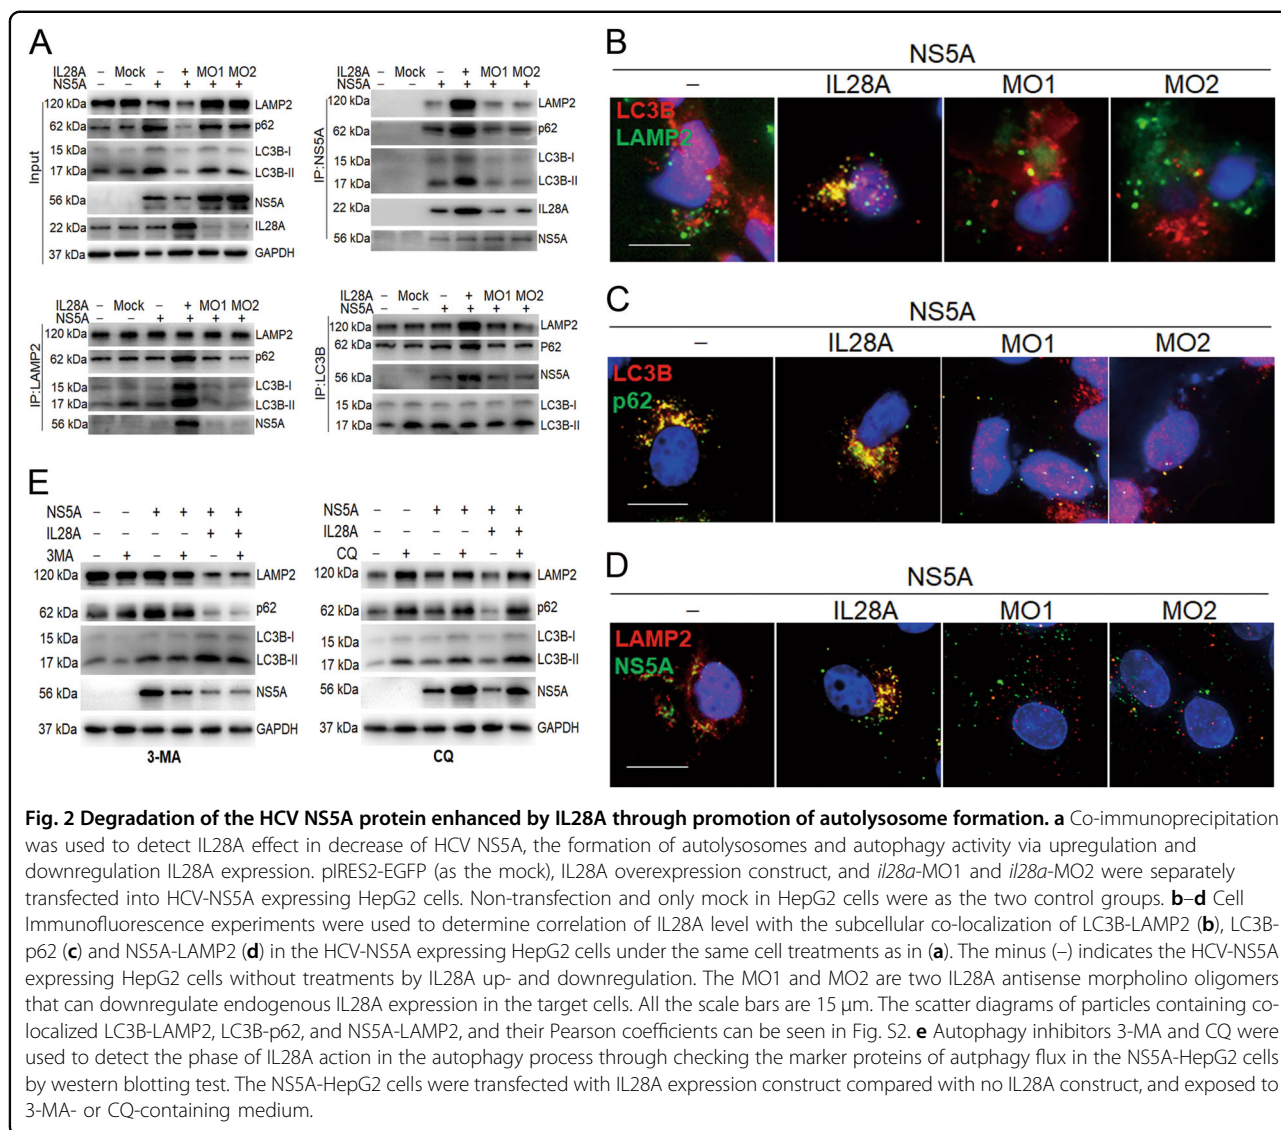 A
IL28A – Mock – + MO1 MO2
NS5A – – + + + +
Input
120 kDa LAMP2
62 kDa p62
15 kDa LC3B-I
17 kDa LC3B-II
56 kDa NS5A
22 kDa IL28A
37 kDa GAPDH
IL28A – Mock – + MO1 MO2
NS5A – – + + + +
IP:NS5A
120 kDa LAMP2
62 kDa p62
15 kDa LC3B-I
17 kDa LC3B-II
22 kDa IL28A
56 kDa NS5A
IL28A – Mock – + MO1 MO2
NS5A – – + + + +
IP:LAMP2
120 kDa LAMP2
62 kDa p62
15 kDa LC3B-I
17 kDa LC3B-II
56 kDa NS5A
IL28A – Mock – + MO1 MO2
NS5A – – + + + +
IP:LC3B
120 kDa LAMP2
62 kDa P62
56 kDa NS5A
15 kDa LC3B-I
17 kDa LC3B-II
B
NS5A
– IL28A MO1 MO2
LC3B
LAMP2
C
NS5A
– IL28A MO1 MO2
LC3B
p62
D
NS5A
– IL28A MO1 MO2
LAMP2
NS5A
E
NS5A – – + + + +
IL28A – – – – + +
3MA – + – + – +
120 kDa LAMP2
62 kDa p62
15 kDa LC3B-I
17 kDa LC3B-II
56 kDa NS5A
37 kDa GAPDH
3-MA
NS5A – – + + + +
IL28A – – – – + +
CQ – + – + – +
120 kDa LAMP2
62 kDa p62
15 kDa LC3B-I
17 kDa LC3B-II
56 kDa NS5A
37 kDa GAPDH
CQ
Fig. 2 Degradation of the HCV NS5A protein enhanced by IL28A through promotion of autolysosome formation. a Co-immunoprecipitation
was used to detect IL28A effect in decrease of HCV NS5A, the formation of autolysosomes and autophagy activity via upregulation and
downregulation IL28A expression. pIRES2-EGFP (as the mock), IL28A overexpression construct, and il28a-MO1 and il28a-MO2 were separately
transfected into HCV-NS5A expressing HepG2 cells. Non-transfection and only mock in HepG2 cells were as the two control groups. b–d Cell
Immunofluorescence experiments were used to determine correlation of IL28A level with the subcellular co-localization of LC3B-LAMP2 (b), LC3B-
p62 (c) and NS5A-LAMP2 (d) in the HCV-NS5A expressing HepG2 cells under the same cell treatments as in (a). The minus (–) indicates the HCV-NS5A
expressing HepG2 cells without treatments by IL28A up- and downregulation. The MO1 and MO2 are two IL28A antisense morpholino oligomers
that can downregulate endogenous IL28A expression in the target cells. All the scale bars are 15 μm. The scatter diagrams of particles containing co-
localized LC3B-LAMP2, LC3B-p62, and NS5A-LAMP2, and their Pearson coefficients can be seen in Fig. S2. e Autophagy inhibitors 3-MA and CQ were
used to detect the phase of IL28A action in the autophagy process through checking the marker proteins of autphagy flux in the NS5A-HepG2 cells
by western blotting test. The NS5A-HepG2 cells were transfected with IL28A expression construct compared with no IL28A construct, and exposed to
3-MA- or CQ-containing medium.